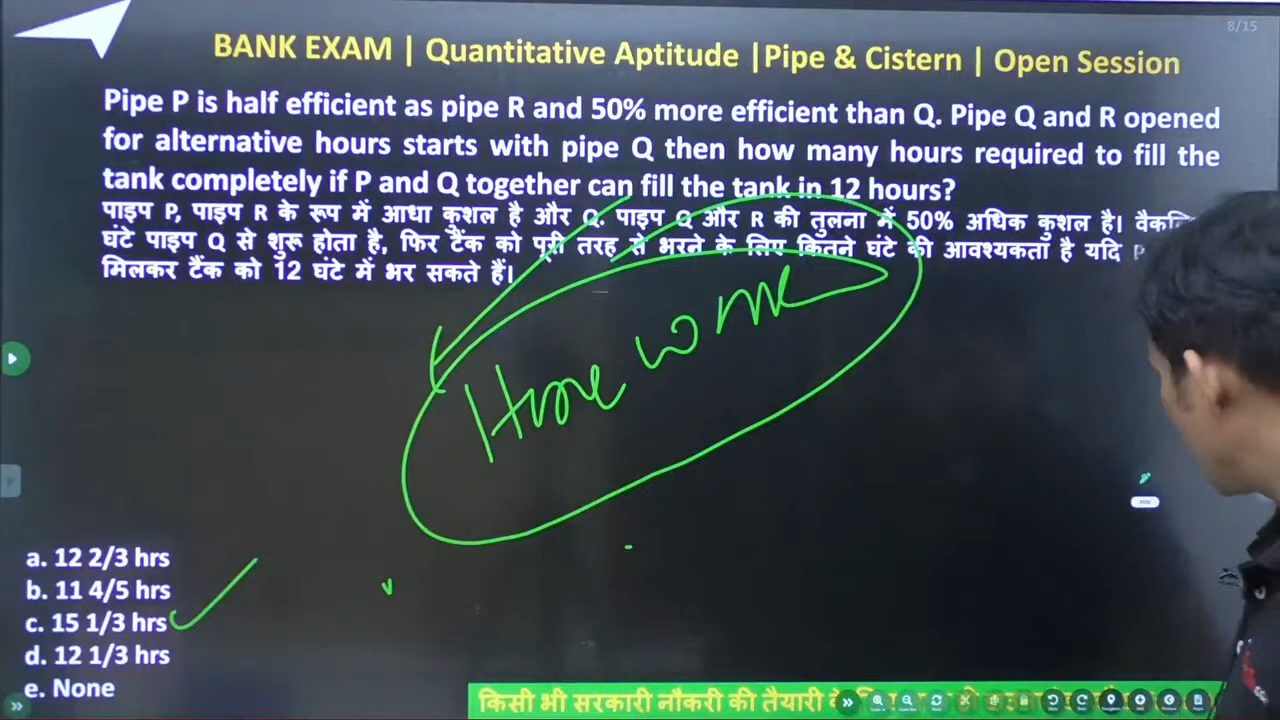 8/15
BANK EXAM | Quantitative Aptitude |Pipe & Cistern | Open Session
Pipe P is half efficient as pipe R and 50% more efficient than Q. Pipe Q and R opened
for alternative hours starts with pipe Q then how many hours required to fill the
tank completely if P and Q together can fill the tank in 12 hours?
पाइप P, पाइप R के रूप में आधा कुशल है और Q. पाइप Q और R की तुलना में 50% अधिक कुशल है।
घंटे पाइप Q से शुरू होता है, फिर टैंक को पूरी तरह से भरने के लिए कितने घंटे की आवश्यकता है यदि P
मिलकर टैंक को 12 घंटे में भर सकते हैं।
Home work
a. 12 2/3 hrs
b. 11 4/5 hrs
c. 15 1/3 hrs
d. 12 1/3 hrs
e. None
किसी भी सरकारी नौकरी की तैयारी